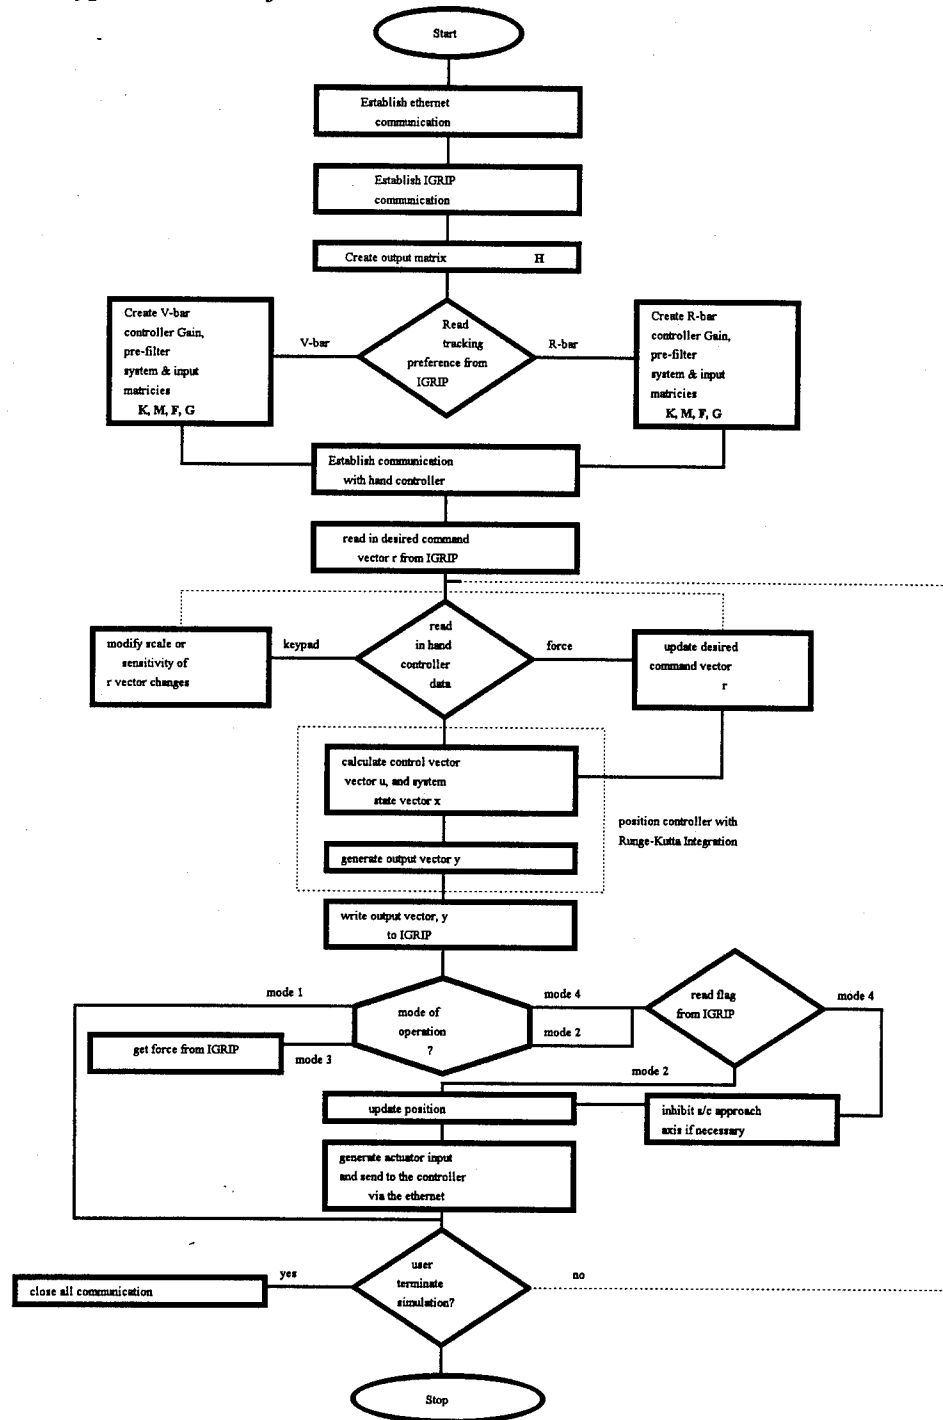 Start
Establish ethernet
communication
Establish IGRIP
communication
Create output matrix H
Create V-bar
controller Gain,
pre-filter
system & input
matricies
K, M, F, G
V-bar
Read
tracking
preference from
IGRIP
R-bar
Create R-bar
controller Gain,
pre-filter
system & input
matricies
K, M, F, G
Establish communication
with hand controller
read in desired command
vector r from IGRIP
modify scale or
sensitivity of
r vector changes
keypad
read
in hand
controller
data
force
update desired
command vector
r
calculate control vector
vector u, and system
state vector x
generate output vector y
position controller with
Runge-Kutta Integration
write output vector, y
to IGRIP
mode 1
mode of
operation
?
mode 4
mode 2
read flag
from IGRIP
mode 4
get force from IGRIP
mode 3
mode 2
update position
inhibit s/c approach
axis if necessary
generate actuator input
and send to the controller
via the ethernet
user
terminate
simulation?
yes
no
close all communication
Stop